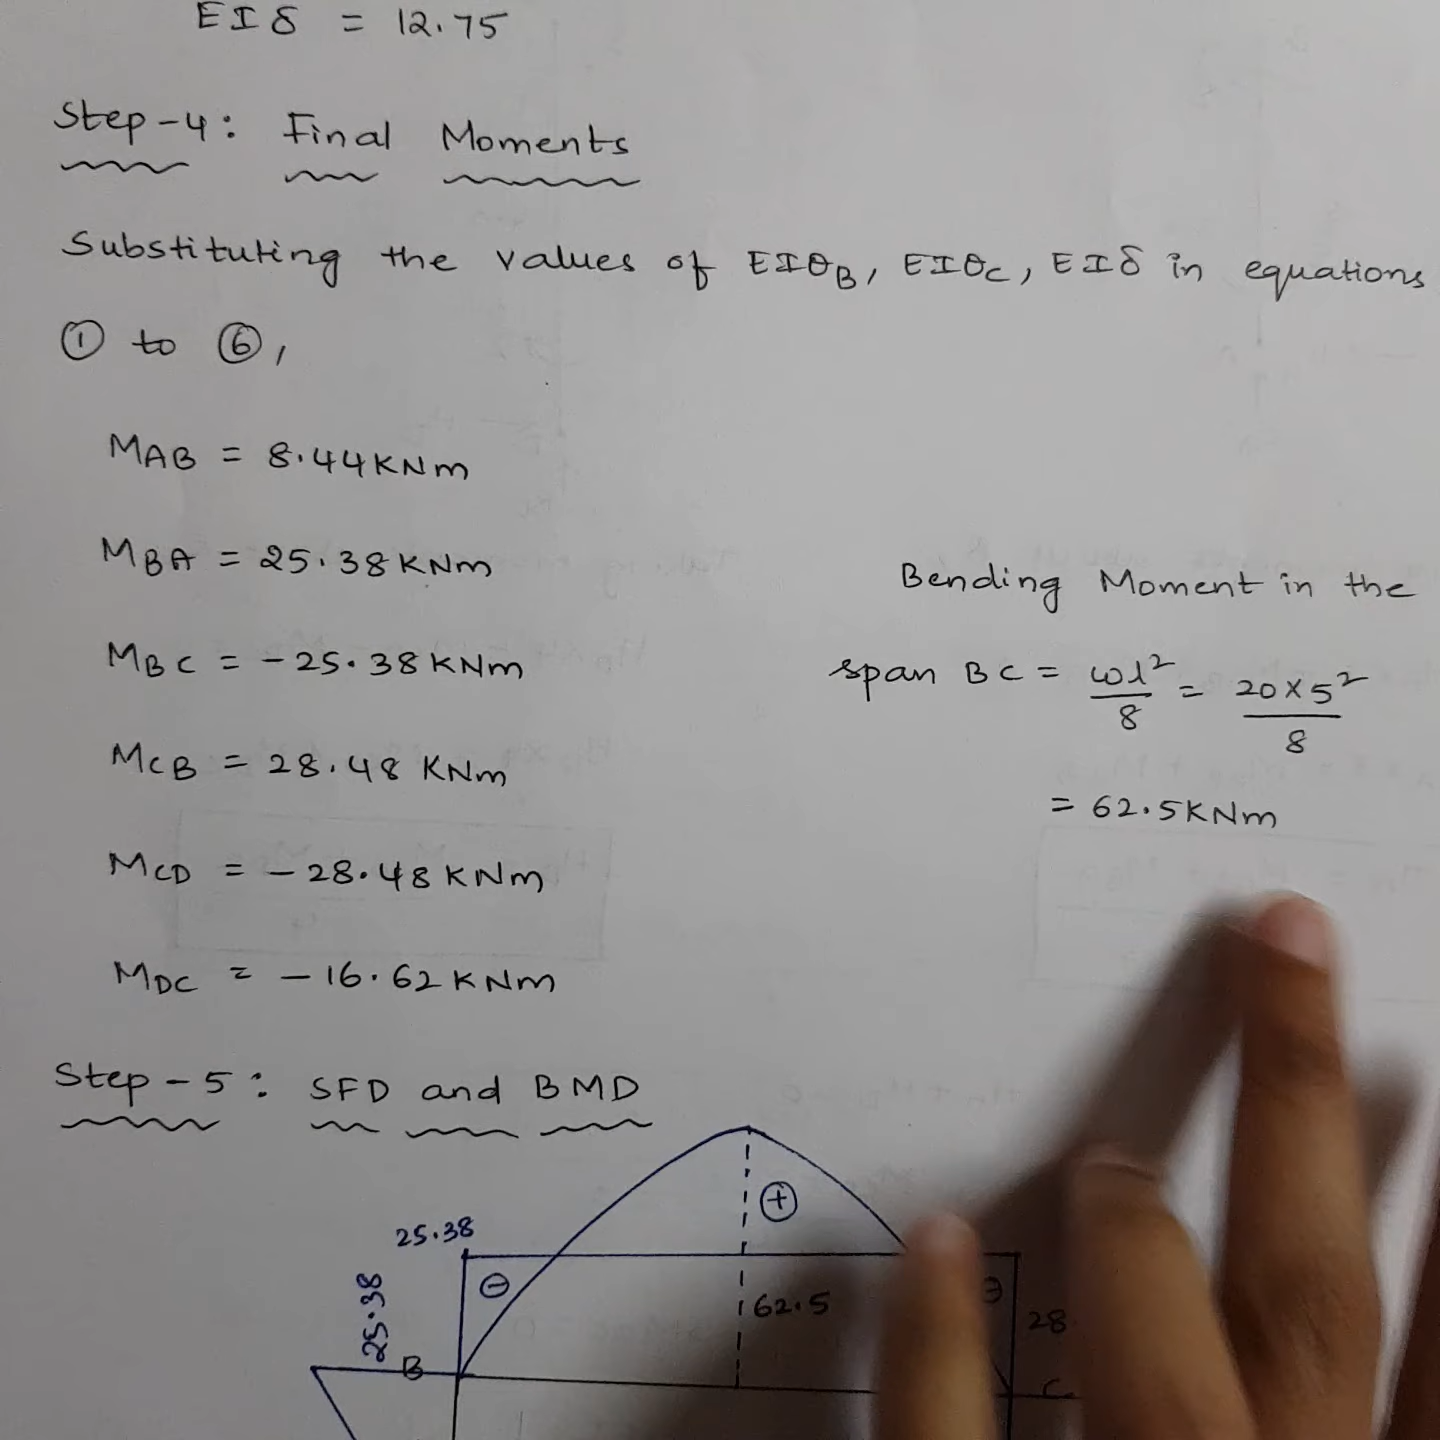 EIδ = 12.75
Step-4: Final Moments
Substituting the values of EIθB, EIθC, EIδ in equations
① to ⑥,
MAB = 8.44KNm
MBA = 25.38KNm
MBC = -25.38KNm
MCB = 28.48 KNm
MCD = -28.48KNm
MDC = -16.62KNm
Bending Moment in the
span BC = ωl²/8 = 20×5²/8
= 62.5KNm
Step-5: SFD and BMD
25.38
+
25.38
-
62.5
28
B
C